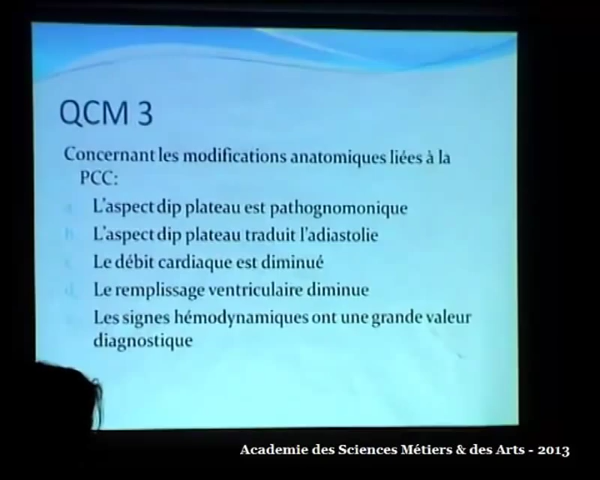 QCM 3
Concernant les modifications anatomiques liées à la
PCC:
a. L'aspect dip plateau est pathognomonique
b. L'aspect dip plateau traduit l'adiastolie
c. Le débit cardiaque est diminué
d. Le remplissage ventriculaire diminue
Les signes hémodynamiques ont une grande valeur
diagnostique
Academie des Sciences Métiers & des Arts - 2013